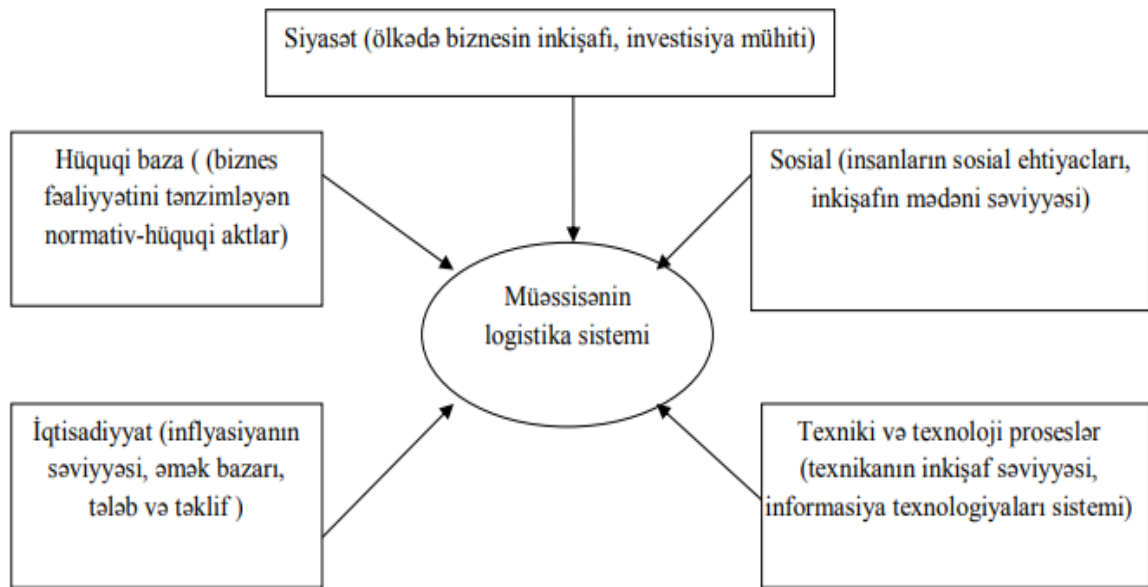 Siyasət (ölkədə biznesin inkişafı, investisiya mühiti)
Hüquqi baza ( (biznes
fəaliyyətini tənzimləyən
normativ-hüquqi aktlar)
Sosial (insanların sosial ehtiyacları,
inkişafın mədəni səviyyəsi)
Müəssisənin
logistika sistemi
İqtisadiyyat (inflyasiyanın
səviyyəsi, əmək bazarı,
tələb və təklif )
Texniki və texnoloji proseslər
(texnikanın inkişaf səviyyəsi,
informasiya texnologiyaları sistemi)